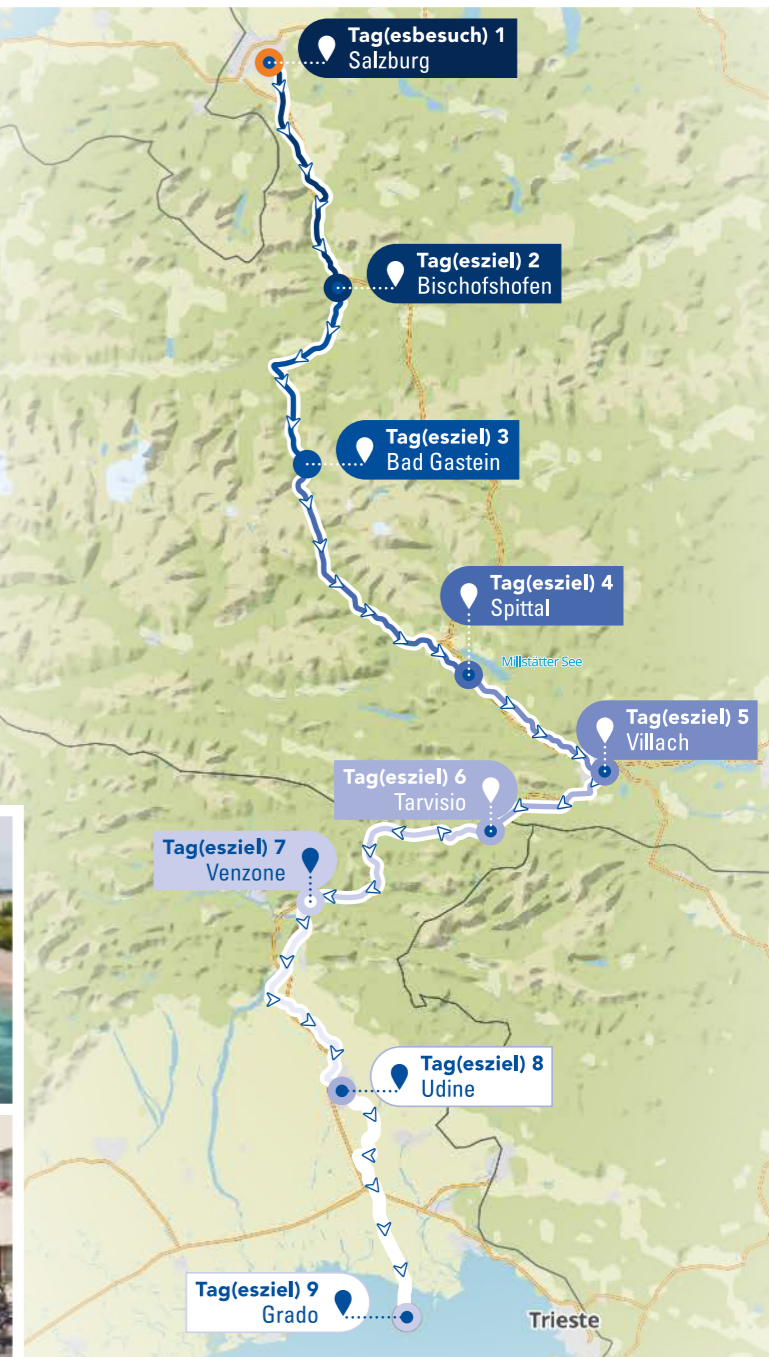 Tag(esbesuch) 1
Salzburg
Tag(esziel) 2
Bischofshofen
Tag(esziel) 3
Bad Gastein
Tag(esziel) 4
Spittal
Millstätter See
Tag(esziel) 5
Villach
Tag(esziel) 6
Tarvisio
Tag(esziel) 7
Venzone
Tag(esziel) 8
Udine
Tag(esziel) 9
Grado
Trieste